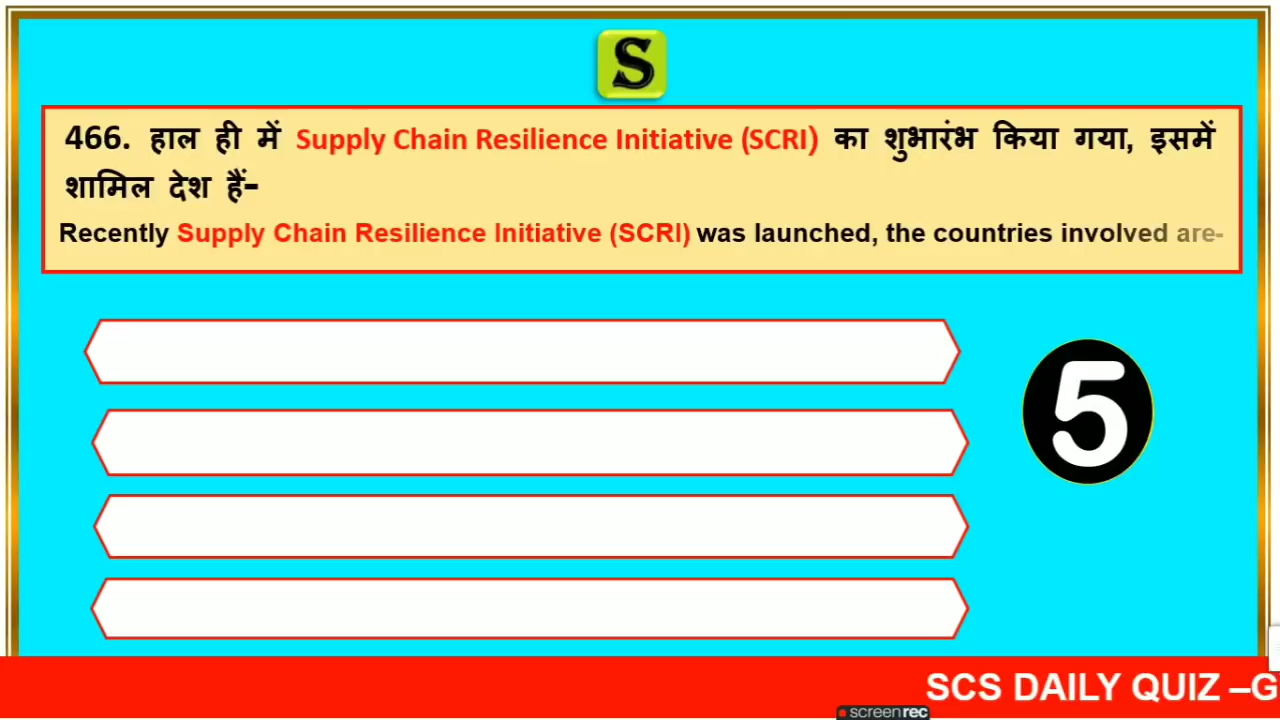 S
466. हाल ही में Supply Chain Resilience Initiative (SCRI) का शुभारंभ किया गया, इसमें
शामिल देश हैं-
Recently Supply Chain Resilience Initiative (SCRI) was launched, the countries involved are-
5
SCS DAILY QUIZ –G
screenrec